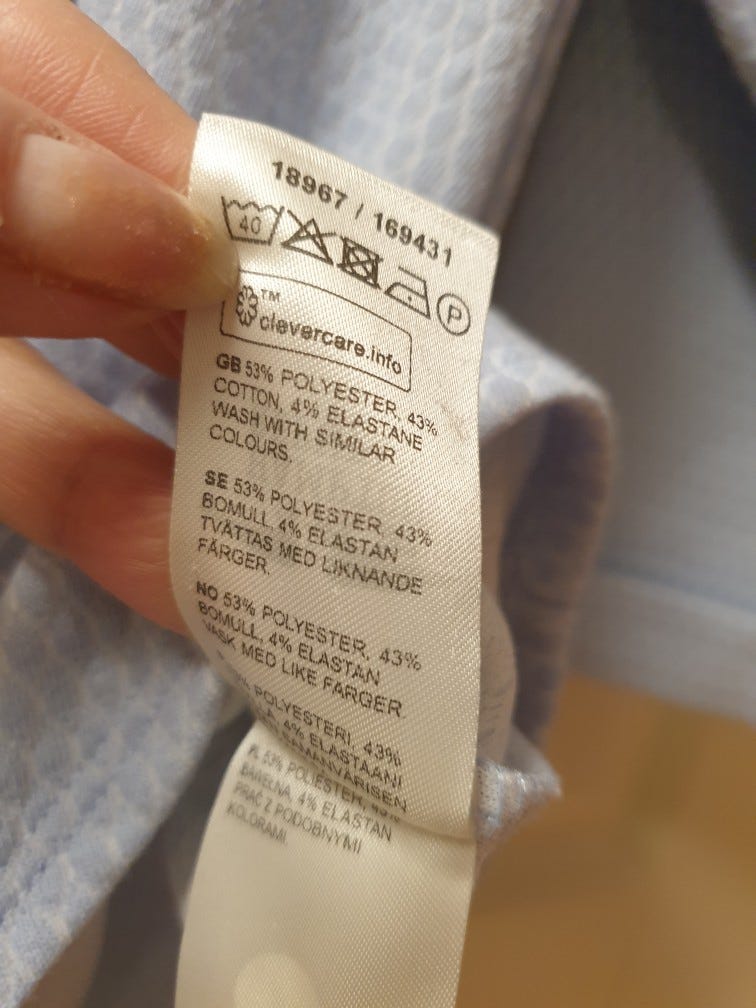 18967 / 169431
40
P
™
clevercare.info
GB 53% POLYESTER, 43%
COTTON, 4% ELASTANE
WASH WITH SIMILAR
COLOURS.
SE 53% POLYESTER, 43%
BOMULL, 4% ELASTAN
TVÄTTAS MED LIKNANDE
FÄRGER.
NO 53% POLYESTER, 43%
BOMULL, 4% ELASTAN
VASK MED LIKE FARGER.
POLYESTERI, 43%
4% ELASTAANI
PL 53% POLIESTER, 43%
BAWEŁNA, 4% ELASTAN
PRAĆ Z PODOBNYMI
KOLORAMI.